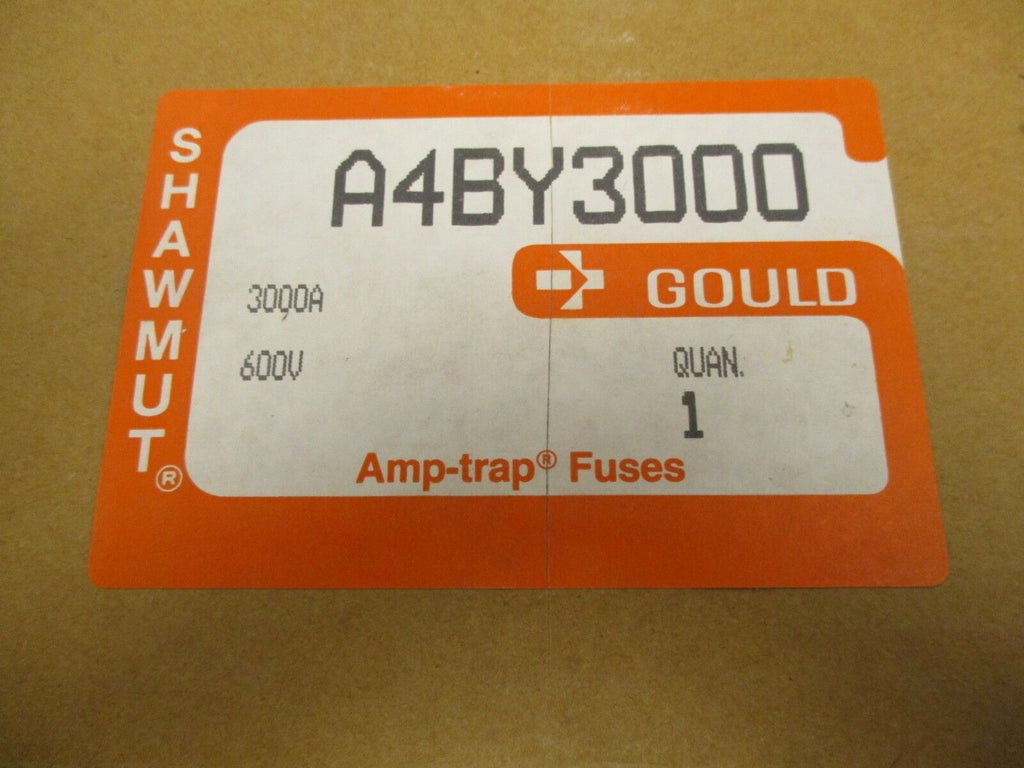 SHAWMUT®
A4BY3000
GOULD
3000A
600V
QUAN.
1
Amp-trap® Fuses